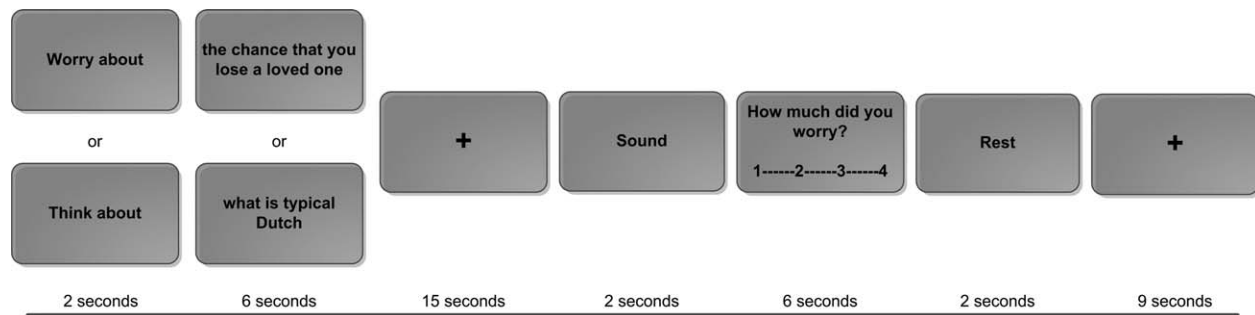 Worry about
the chance that you
lose a loved one
or
or
Think about
what is typical
Dutch
+
Sound
How much did you
worry?
1------2------3------4
Rest
+
2 seconds
6 seconds
15 seconds
2 seconds
6 seconds
2 seconds
9 seconds